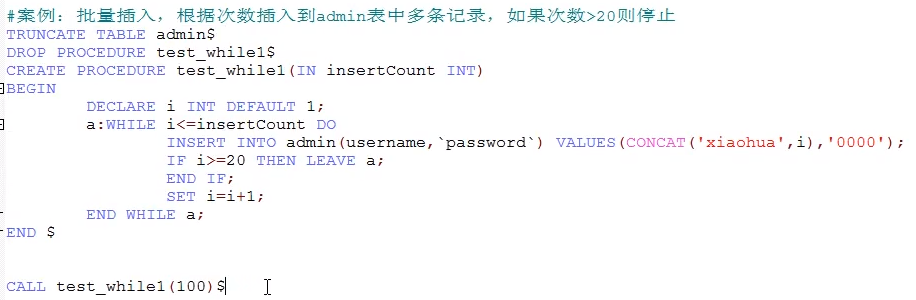 #案例：批量插入，根据次数插入到admin表中多条记录，如果次数>20则停止
TRUNCATE TABLE admin$
DROP PROCEDURE test_while1$
CREATE PROCEDURE test_while1(IN insertCount INT)
BEGIN
DECLARE i INT DEFAULT 1;
a:WHILE i<=insertCount DO
INSERT INTO admin(username,`password`) VALUES(CONCAT('xiaohua',i),'0000');
IF i>=20 THEN LEAVE a;
END IF;
SET i=i+1;
END WHILE a;
END $
CALL test_while1(100)$